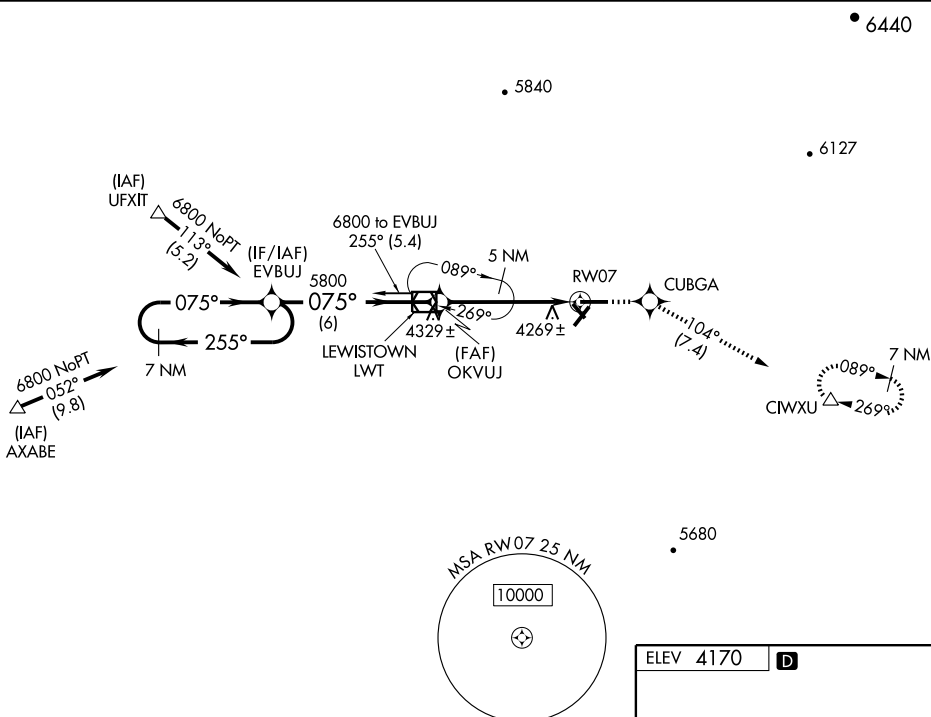 6440
5840
6127
(IAF)
UFXIT
6800 NoPT
113°
(5.2)
(IF/IAF)
EVBUJ
6800 to EVBUJ
255° (5.4)
5 NM
089°
269°
RW07
CUBGA
075°
5800
075°
(6)
255°
7 NM
LEWISTOWN
LWT
4329 ±
(FAF)
OKVUJ
4269 ±
104°
(7.4)
7 NM
089°
269°
CIWXU
6800 NoPT
052°
(9.8)
(IAF)
AXABE
5680
MSA RW07 25 NM
10000
ELEV 4170 D